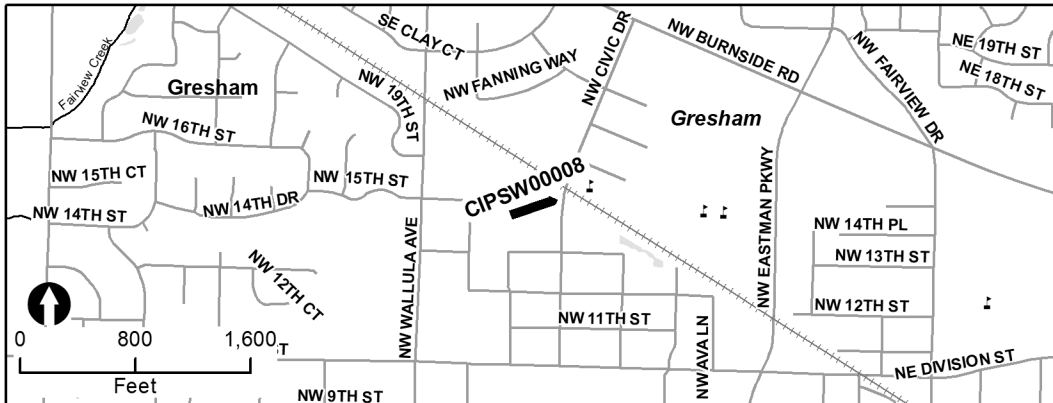 SE CLAY CT
NW FANNING WAY
NW CIVIC DR
NW BURNSIDE RD
NW FAIRVIEW DR
NE 19TH ST
NE 18TH ST
Fairview Creek
Gresham
NW 19TH ST
Gresham
NW 16TH ST
NW 15TH CT
NW 15TH ST
NW 14TH ST
NW 14TH DR
CIPSW00008
NW EASTMAN PKWY
NW 14TH PL
NW 13TH ST
NW WALLULA AVE
NW 12TH CT
NW 12TH ST
NW 11TH ST
NW AVA LN
0 800 1,600
Feet
ST
NW 9TH ST
NE DIVISION ST